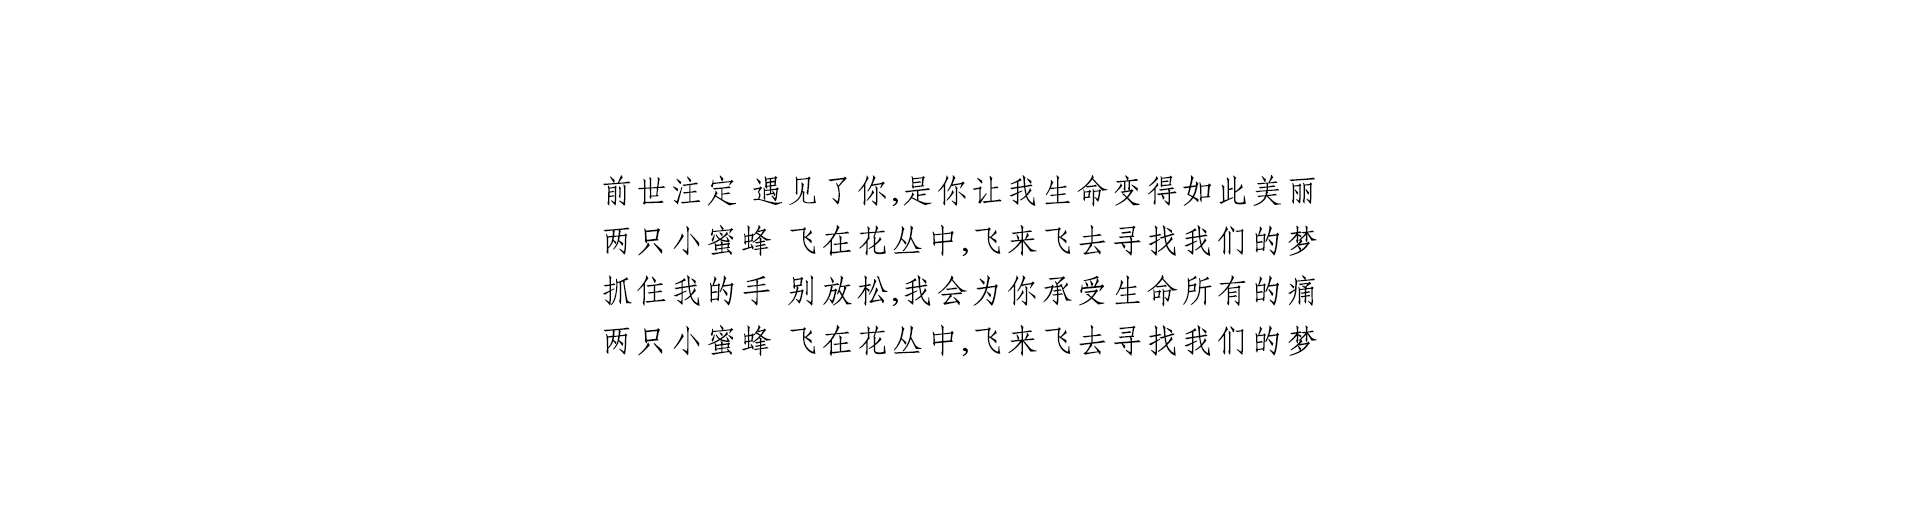 前世注定 遇见了你,是你让我生命变得如此美丽
两只小蜜蜂 飞在花丛中,飞来飞去寻找我们的梦
抓住我的手 别放松,我会为你承受生命所有的痛
两只小蜜蜂 飞在花丛中,飞来飞去寻找我们的梦